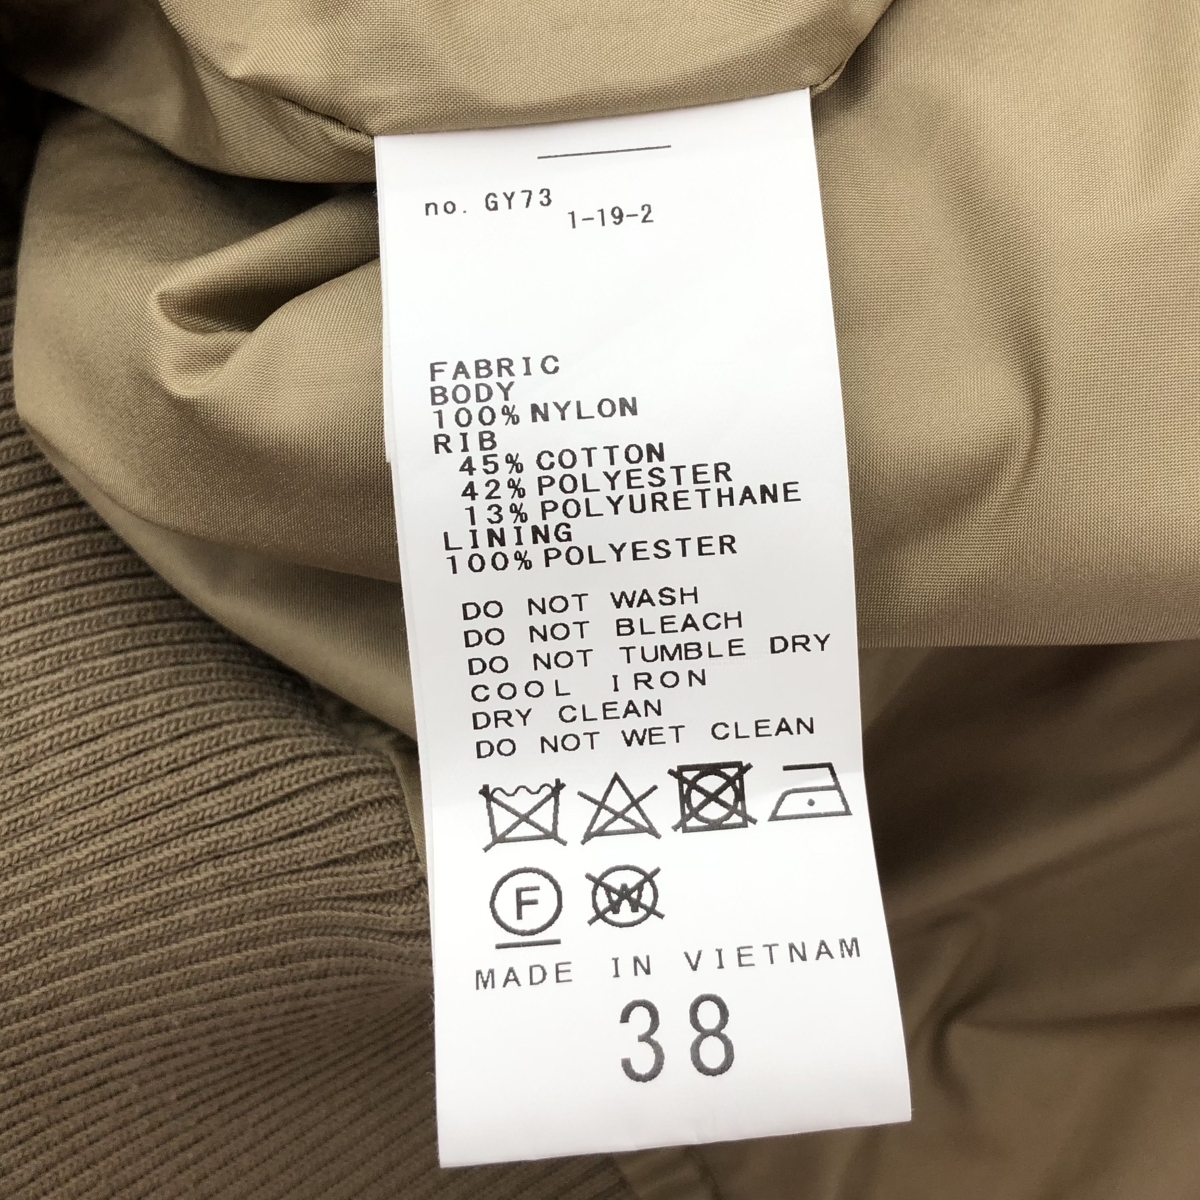 no. GY73
1-19-2
FABRIC
BODY
100% NYLON
RIB
45% COTTON
42% POLYESTER
13% POLYURETHANE
LINING
100% POLYESTER
DO NOT WASH
DO NOT BLEACH
DO NOT TUMBLE DRY
COOL IRON
DRY CLEAN
DO NOT WET CLEAN
F W
MADE IN VIETNAM
38